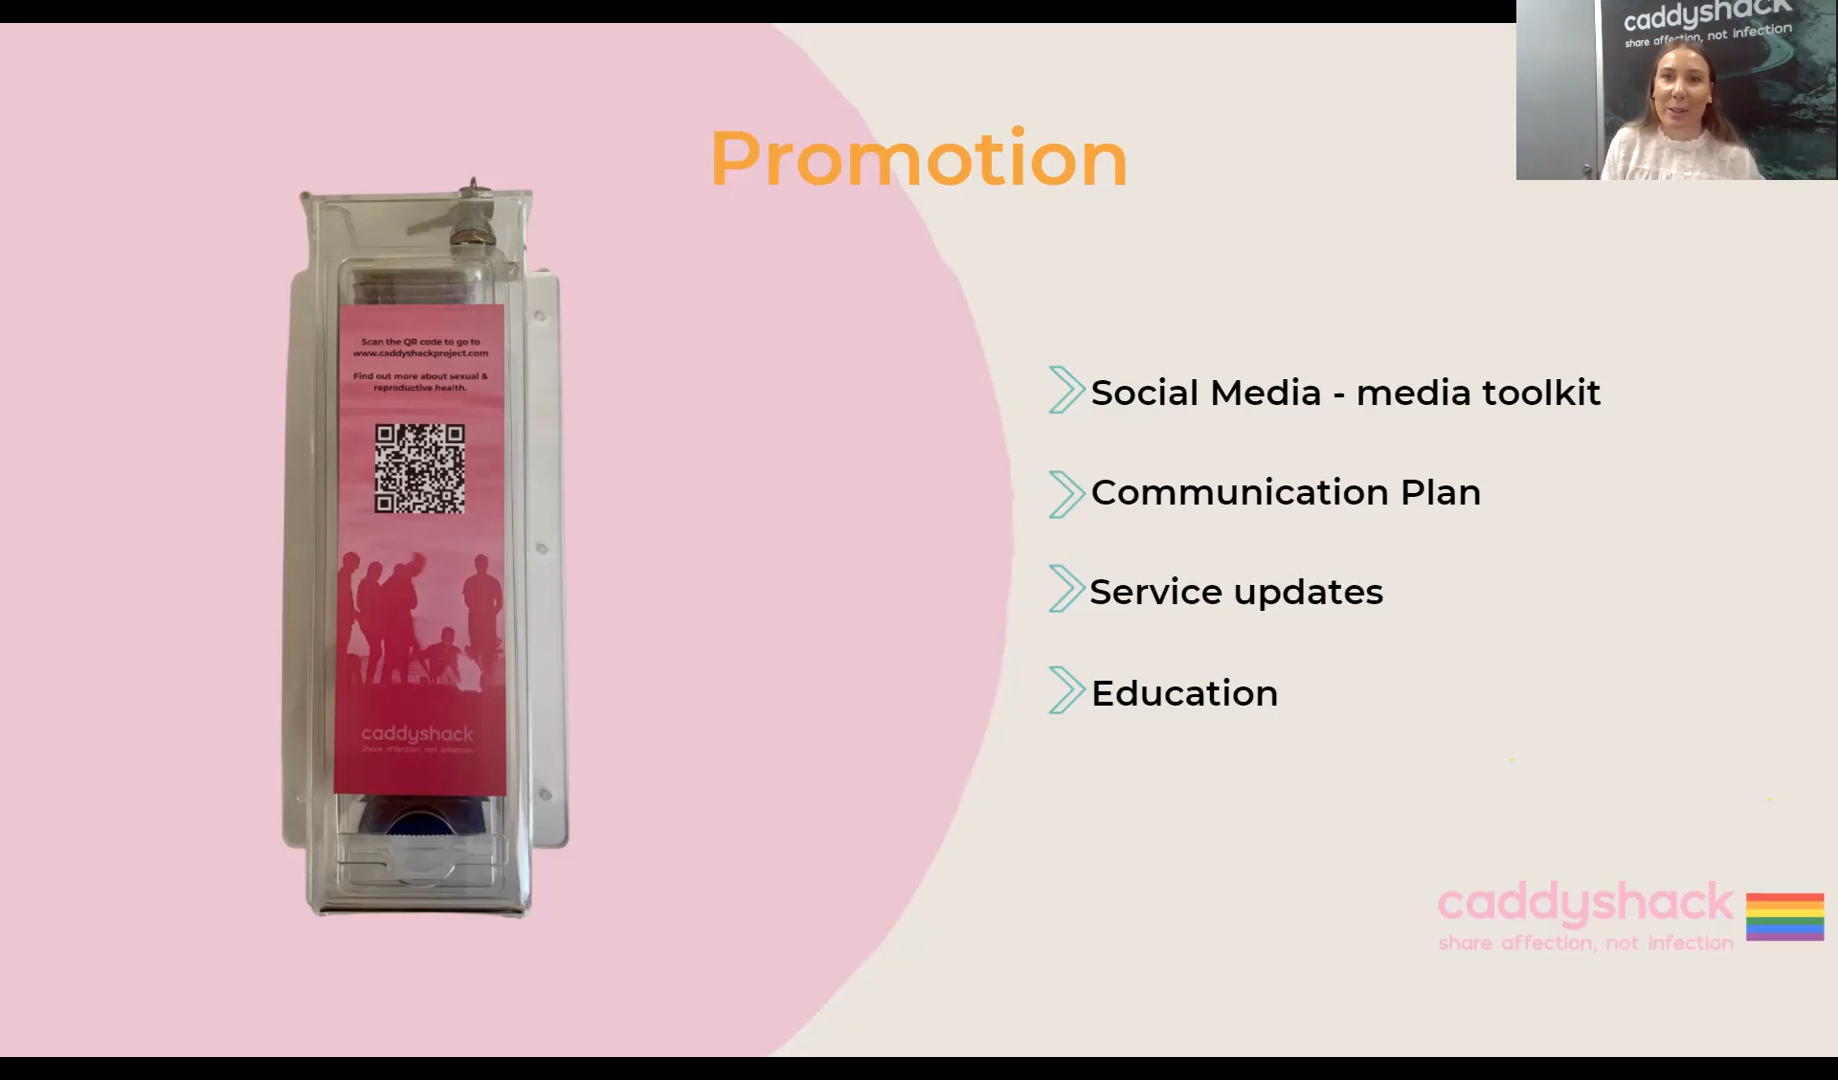 caddyshack
share affection, not infection
Promotion
Scan the QR code to go to
www.caddyshackproject.com
Find out more about sexual &
reproductive health.
caddyshack
share affection, not infection
Social Media - media toolkit
Communication Plan
Service updates
Education
caddyshack
share affection, not infection